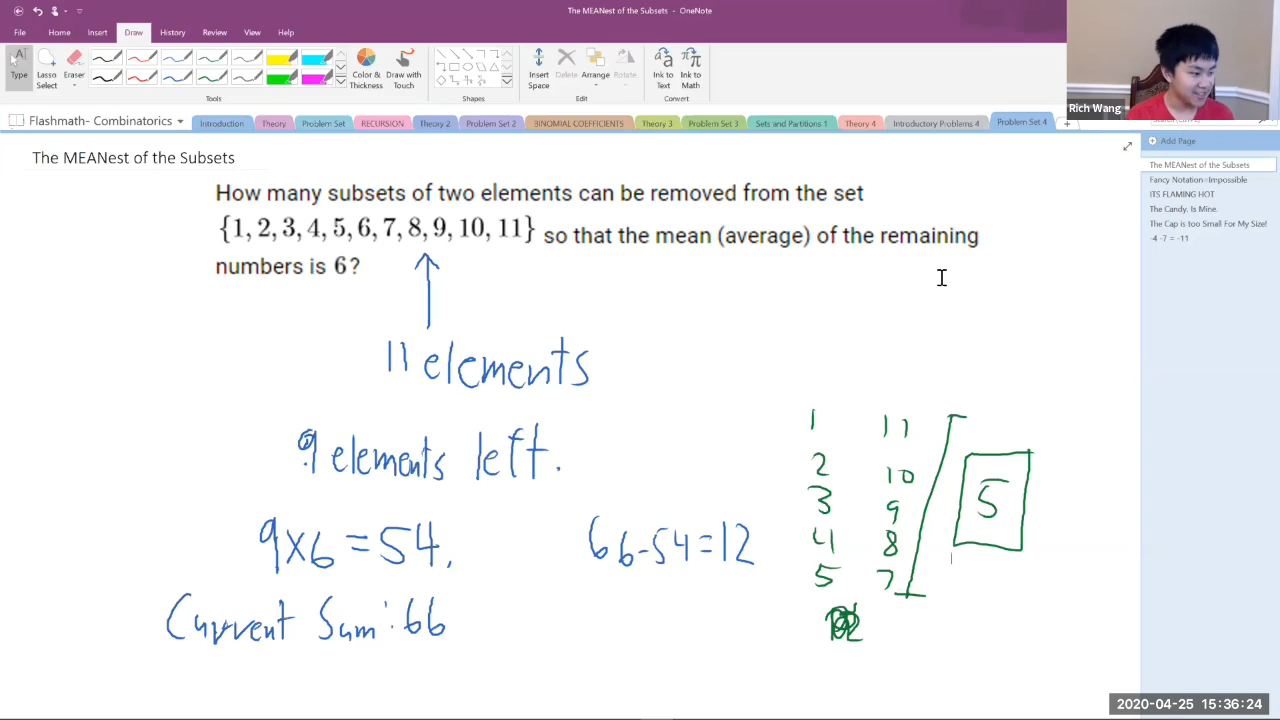 The MEANest of the Subsets - OneNote
File Home Insert Draw History Review View Help
Type
Lasso Select
Eraser
Color & Thickness
Draw with Touch
Insert Space
Delete
Arrange
Rotate
Ink to Text
Ink to Math
Tools
Shapes
Edit
Convert
Rich Wang
Flashmath- Combinatorics
Introduction Theory Problem Set RECURSION Theory 2 Problem Set 2 BINOMIAL COEFFICIENTS Theory 3 Problem Set 3 Sets and Partitions 1 Theory 4 Introductory Problems 4 Problem Set 4
Add Page
The MEANest of the Subsets
Fancy Notation=Impossible
ITS FLAMING HOT
The Candy. Is Mine.
The Cap is too Small For My Size!
-4 -7 = -11
The MEANest of the Subsets
How many subsets of two elements can be removed from the set
{1, 2, 3, 4, 5, 6, 7, 8, 9, 10, 11} so that the mean (average) of the remaining
numbers is 6?
11 elements
9 elements left.
9x6=54.
66-54=12
Current Sum: 66
1 11
2 10
3 9
4 8
5 7
5
2020-04-25 15:36:24